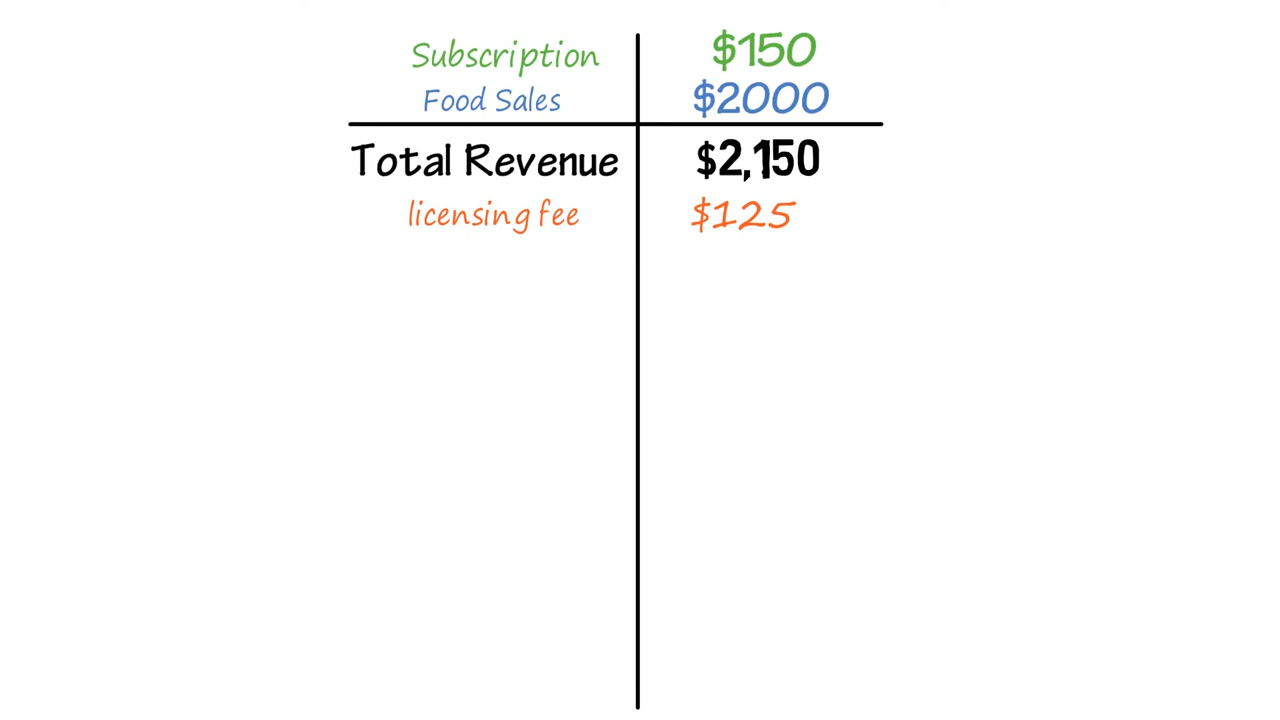 Subscription $150
Food Sales $2000
Total Revenue $2,150
licensing fee $125